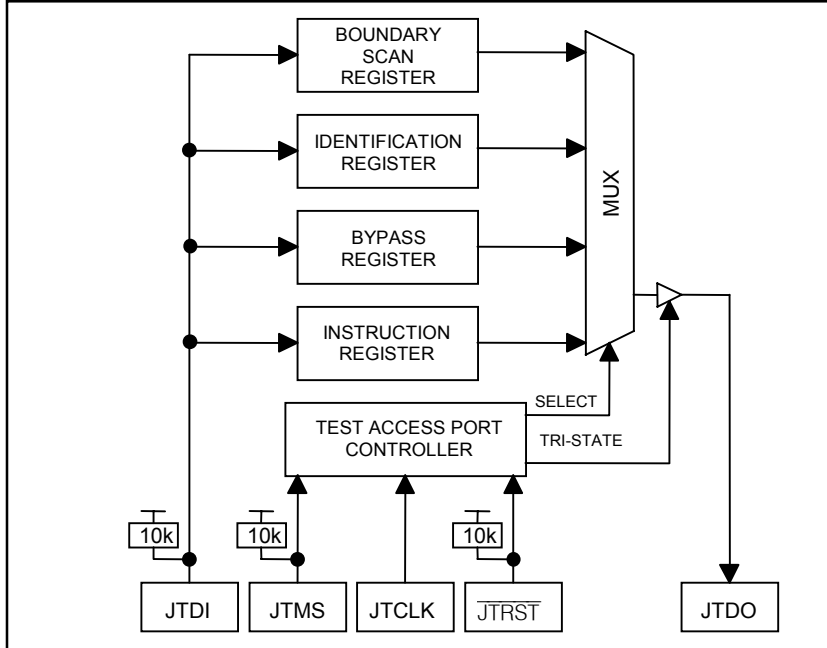 BOUNDARY
SCAN
REGISTER
IDENTIFICATION
REGISTER
BYPASS
REGISTER
INSTRUCTION
REGISTER
MUX
SELECT
TEST ACCESS PORT
CONTROLLER
TRI-STATE
10k
10k
10k
JTDI
JTMS
JTCLK
JTRST
JTDO